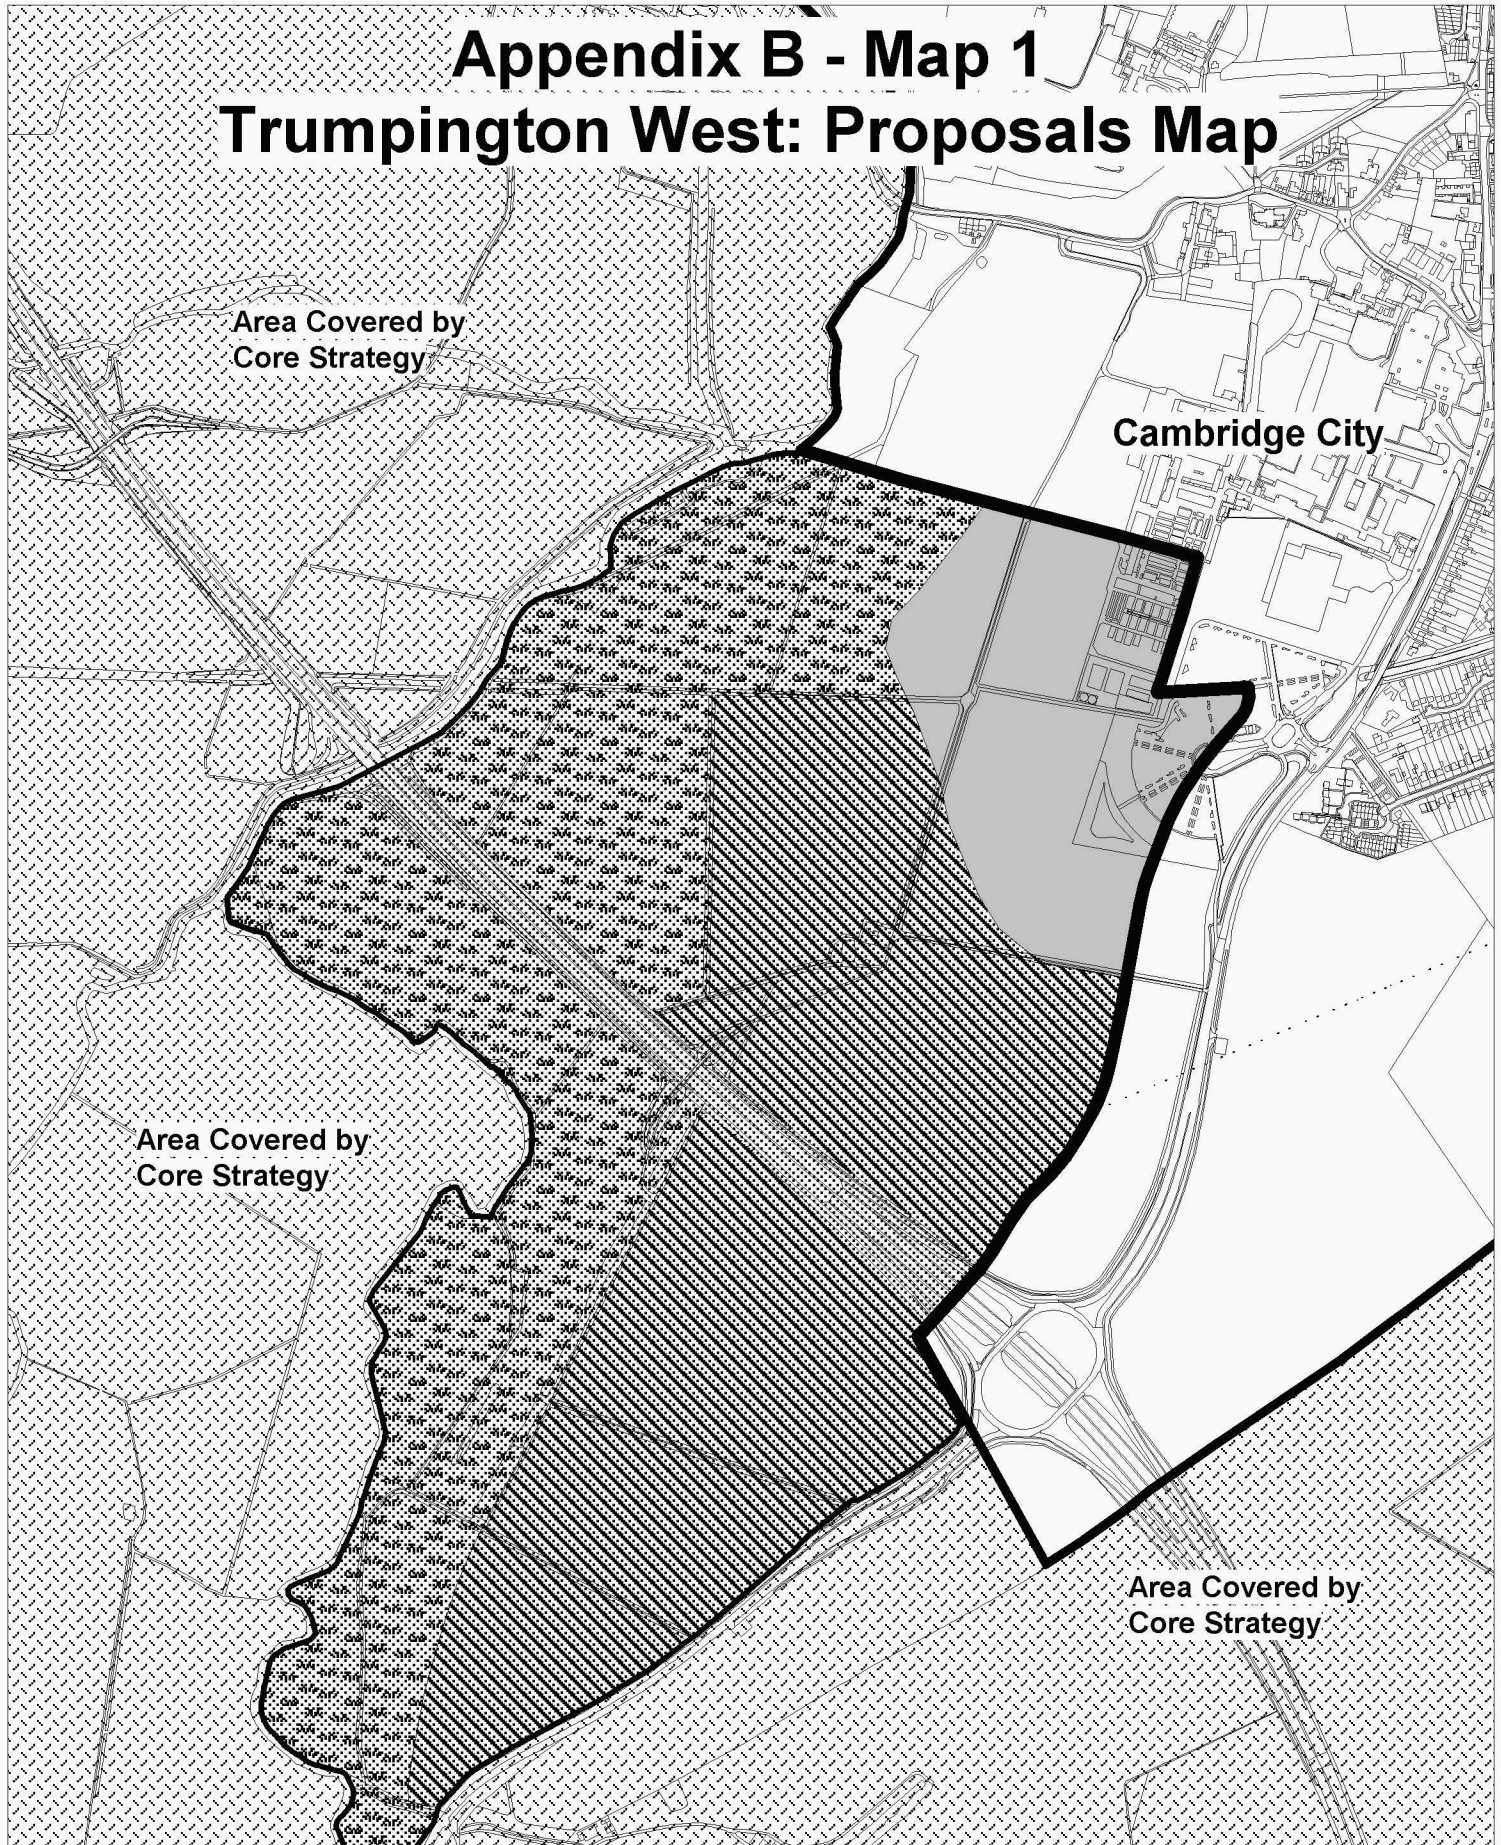 Appendix B - Map 1
Trumpington West: Proposals Map
Area Covered by
Core Strategy
Cambridge City
Area Covered by
Core Strategy
Area Covered by
Core Strategy